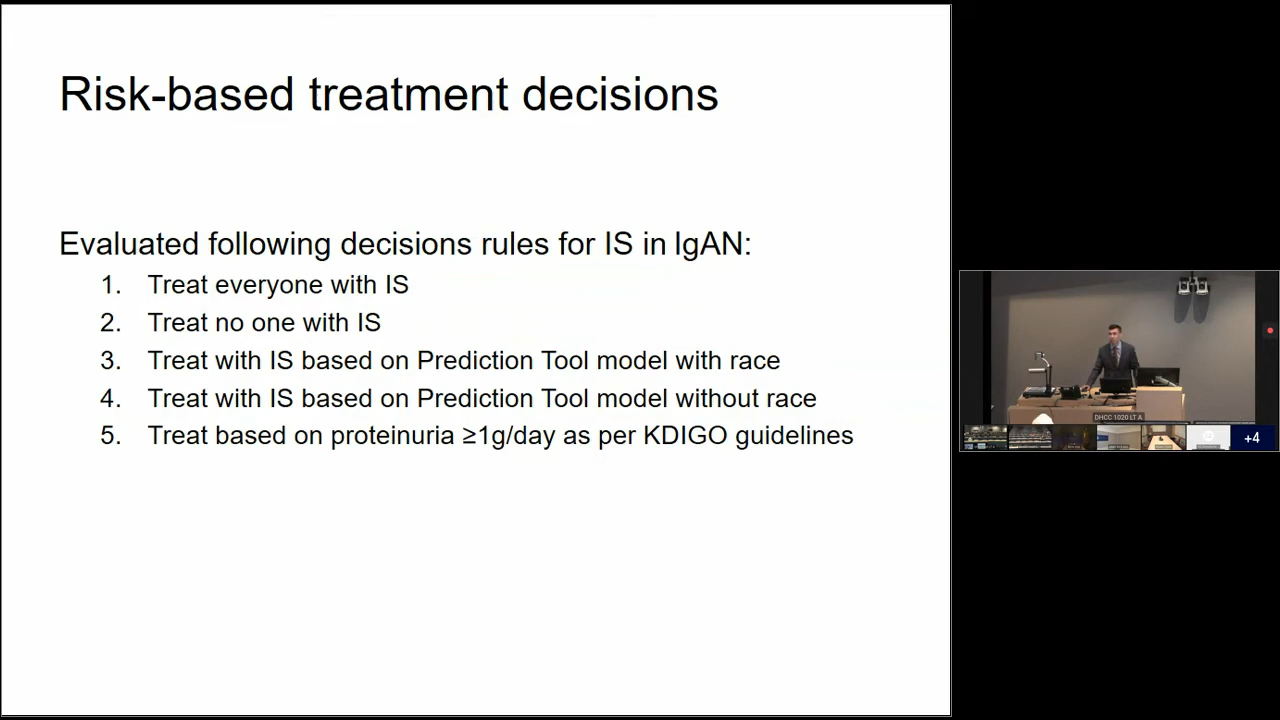 Risk-based treatment decisions
Evaluated following decisions rules for IS in IgAN:
1. Treat everyone with IS
2. Treat no one with IS
3. Treat with IS based on Prediction Tool model with race
4. Treat with IS based on Prediction Tool model without race
5. Treat based on proteinuria ≥1g/day as per KDIGO guidelines
DHCC 1020 LT A
+4